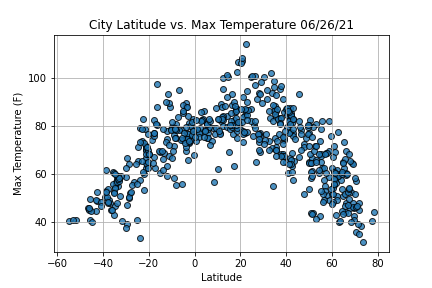 City Latitude vs. Max Temperature 06/26/21
Max Temperature (F)
100
80
60
40
−60 −40 −20 0 20 40 60 80
Latitude